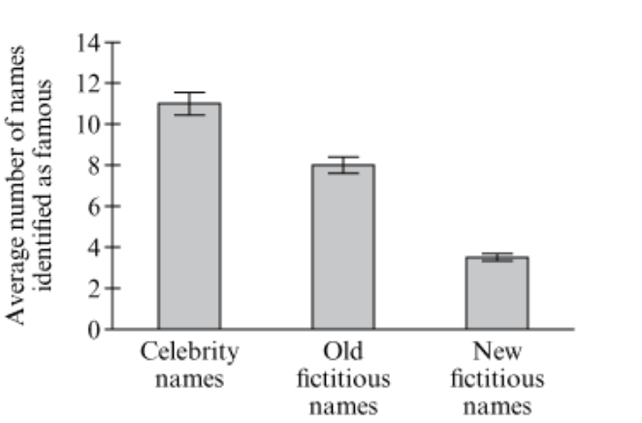 Average number of names
identified as famous
14
12
10
8
6
4
2
0
Celebrity
names
Old
fictitious
names
New
fictitious
names